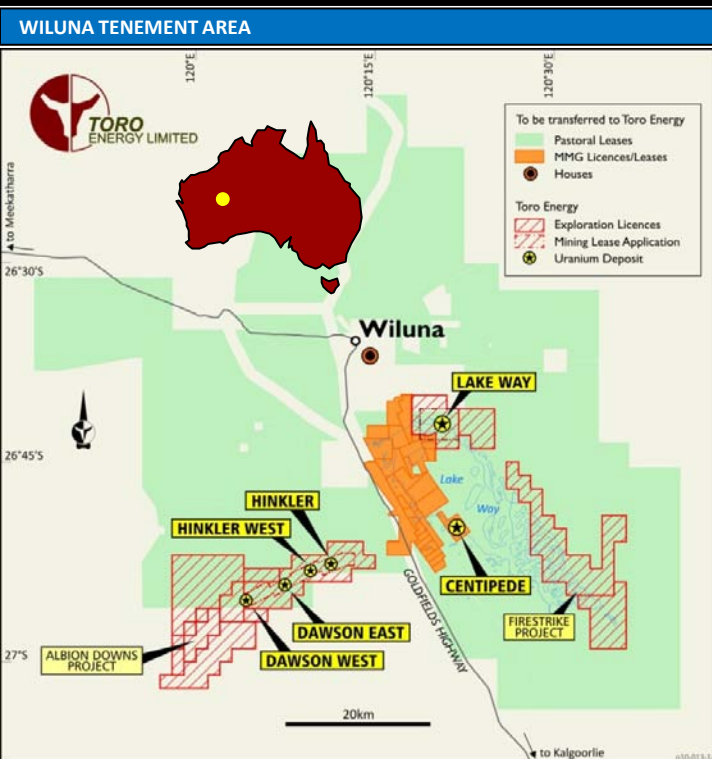 WILUNA TENEMENT AREA
120°E
120°15'E
120°30'E
TORO
ENERGY LIMITED
To be transferred to Toro Energy
Pastoral Leases
MMG Licences/Leases
Houses
Toro Energy
Exploration Licences
Mining Lease Application
Uranium Deposit
to Meekatharra
26°30'S
Wiluna
LAKE WAY
26°45'S
Lake
Way
HINKLER
HINKLER WEST
CENTIPEDE
GOLDFIELDS HIGHWAY
FIRESTRIKE
PROJECT
DAWSON EAST
ALBION DOWNS
PROJECT
DAWSON WEST
27°S
20km
to Kalgoorlie